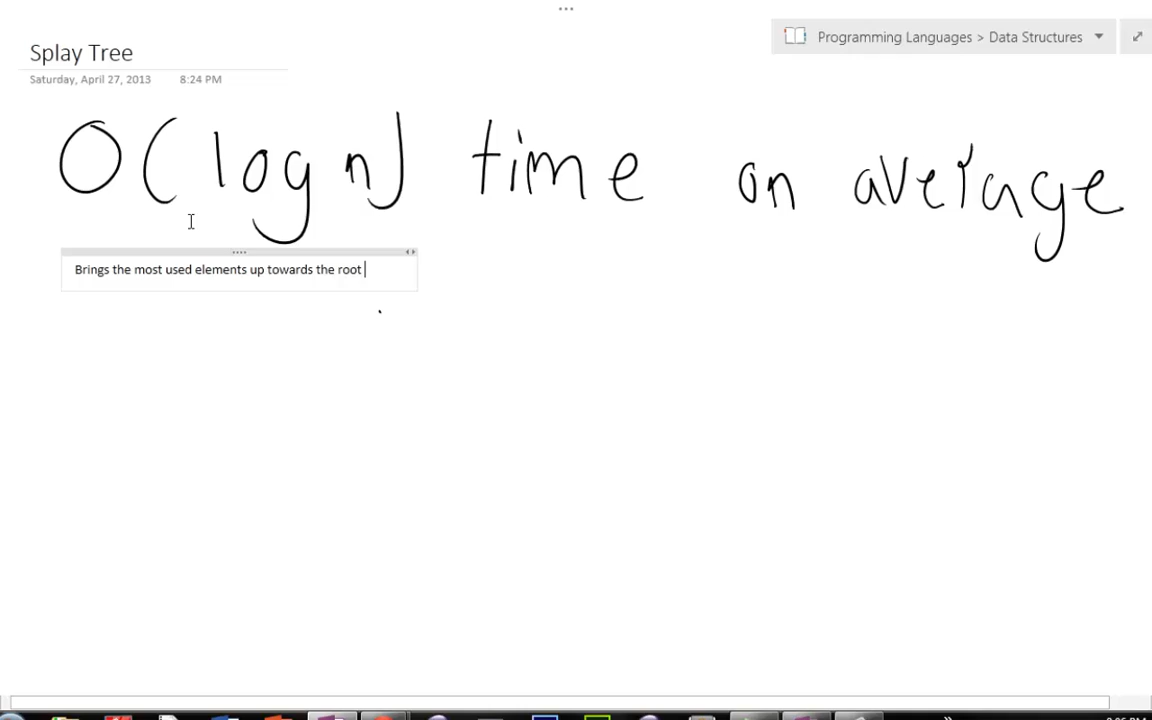 Programming Languages > Data Structures
Splay Tree
Saturday, April 27, 2013 8:24 PM
O(log n) time on average
Brings the most used elements up towards the root